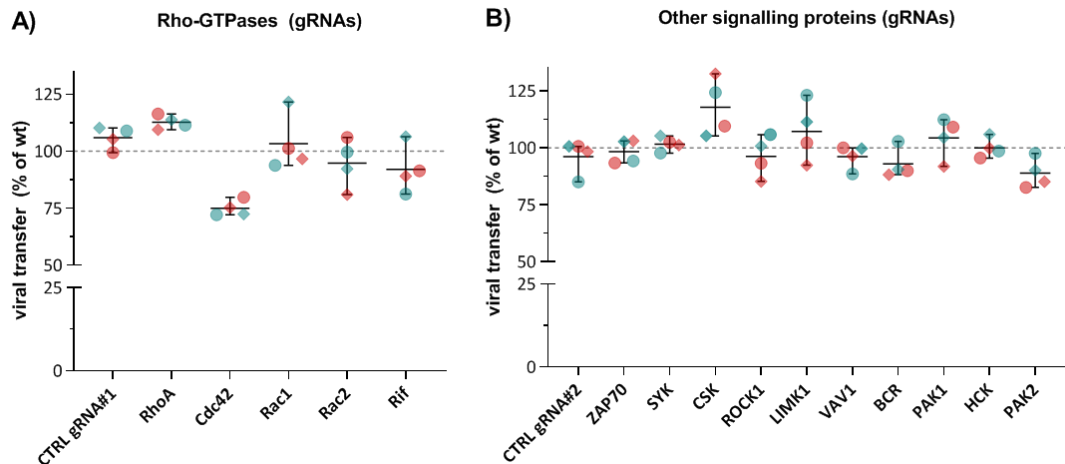 A)
Rho-GTPases (gRNAs)
viral transfer (% of wt)
125
100
75
50
25
0
CTRL gRNA#1
RhoA
Cdc42
Rac1
Rac2
Rif
B)
Other signalling proteins (gRNAs)
viral transfer (% of wt)
125
100
75
50
25
0
CTRL gRNA#2
ZAP70
SYK
CSK
ROCK1
LIMK1
VAV1
BCR
PAK1
HCK
PAK2